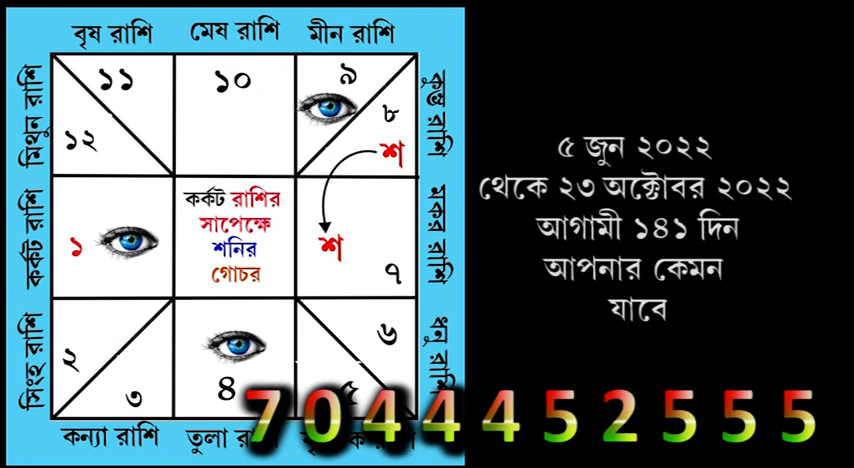 বৃষ রাশি মেষ রাশি মীন রাশি
মিথুন রাশি
১১ ১০ ৯
কুম্ভ রাশি
১২ ৮
শ
কর্কট রাশি
কর্কট রাশির
সাপেক্ষে
শনির
গোচর
১
শ
৭
মকর রাশি
সিংহ রাশি
২ ৬
৩ ৪ ৫
ধনু রাশি
কন্যা রাশি তুলা
৫ জুন ২০২২
থেকে ২৩ অক্টোবর ২০২২
আগামী ১৪১ দিন
আপনার কেমন
যাবে
7044452555